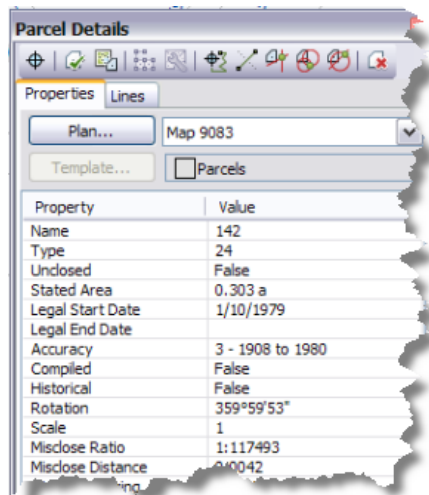 Parcel Details
Properties Lines
Plan... Map 9083
Template... Parcels
Property Value
Name 142
Type 24
Unclosed False
Stated Area 0.303 a
Legal Start Date 1/10/1979
Legal End Date
Accuracy 3 - 1908 to 1980
Compiled False
Historical False
Rotation 359°59'53"
Scale 1
Misclose Ratio 1:117493
Misclose Distance